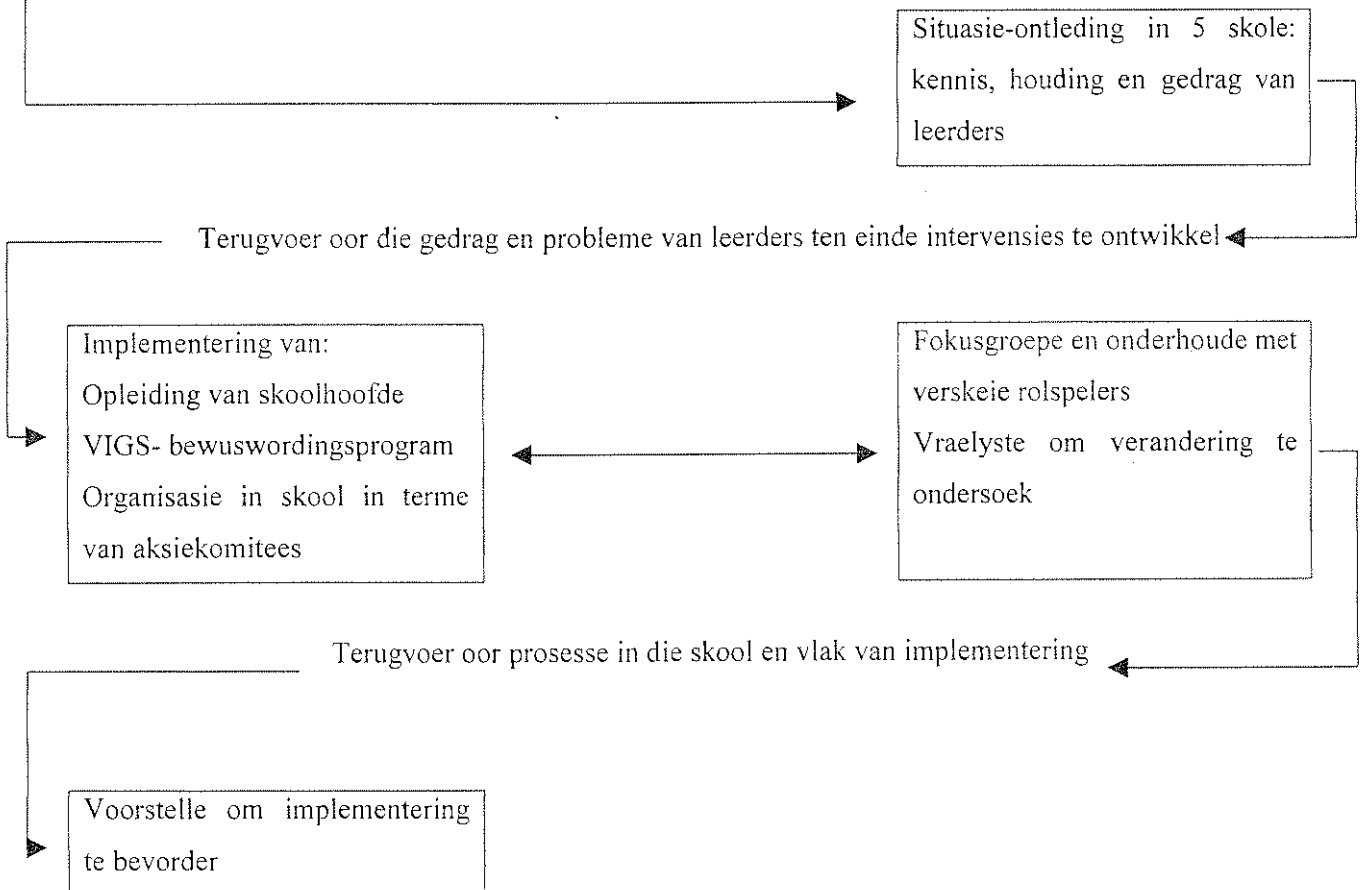 Situasie-ontleding in 5 skole:
kennis, houding en gedrag van
leerders
Terugvoer oor die gedrag en probleme van leerders ten einde intervensies te ontwikkel
Implementering van:
Opleiding van skoolhoofde
VIGS- bewuswordingsprogram
Organisasie in skool in terme
van aksiekomitees
Fokusgroepe en onderhoude met
verskeie rolspelers
Vraelyste om verandering te
ondersoek
Terugvoer oor prosesse in die skool en vlak van implementering
Voorstelle om implementering
te bevorder